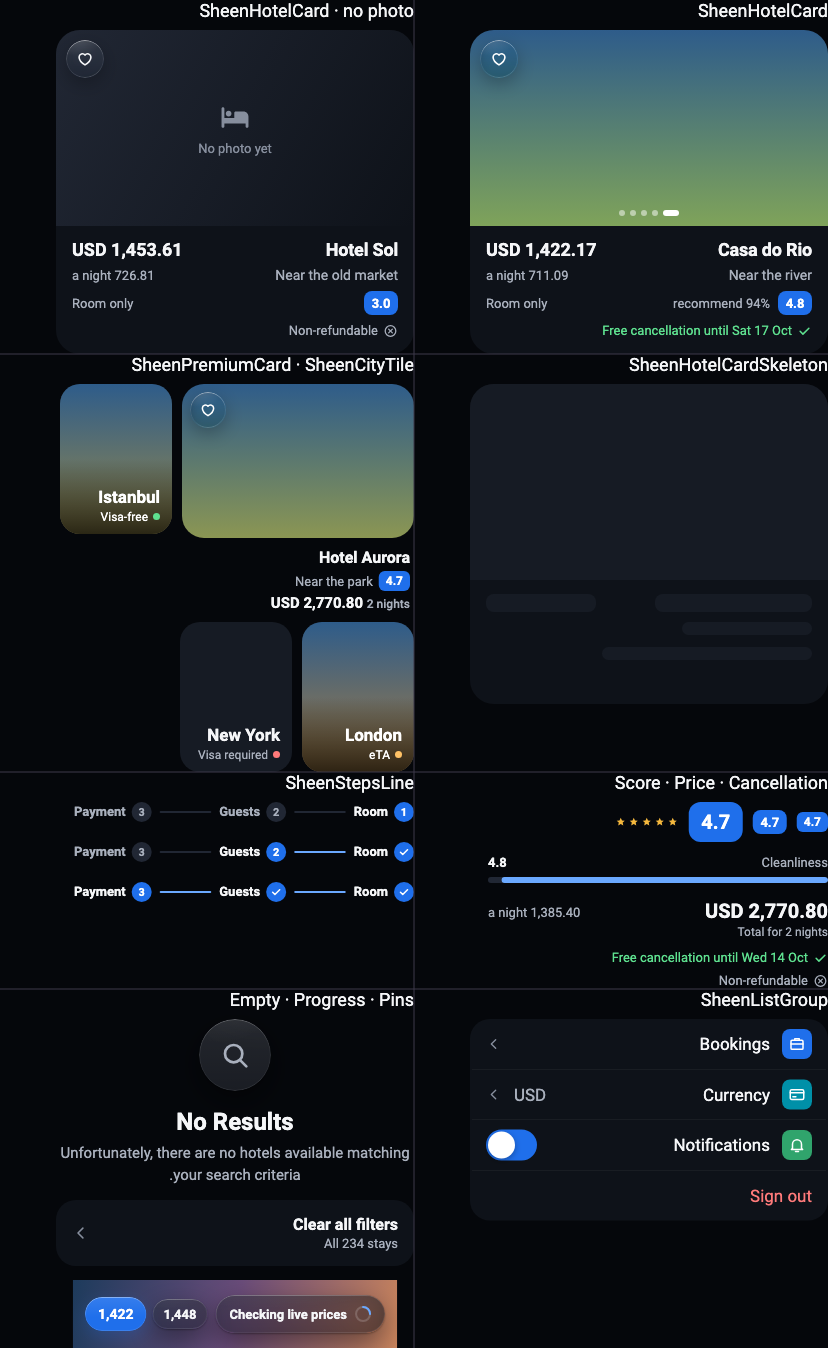 SheenHotelCard · no photo
No photo yet
USD 1,453.61
Hotel Sol
a night 726.81
Near the old market
Room only
3.0
Non-refundable
SheenHotelCard
USD 1,422.17
Casa do Rio
a night 711.09
Near the river
Room only
recommend 94%
4.8
Free cancellation until Sat 17 Oct
SheenPremiumCard · SheenCityTile
Istanbul
Visa-free
Hotel Aurora
Near the park
4.7
USD 2,770.80 2 nights
New York
Visa required
London
eTA
SheenHotelCardSkeleton
SheenStepsLine
Payment 3 Guests 2 Room 1
Payment 3 Guests 2 Room
Payment 3 Guests Room
Score · Price · Cancellation
4.7 4.7 4.7
4.8
Cleanliness
a night 1,385.40
USD 2,770.80
Total for 2 nights
Free cancellation until Wed 14 Oct
Non-refundable
Empty · Progress · Pins
No Results
Unfortunately, there are no hotels available matching
.your search criteria
Clear all filters
All 234 stays
1,422
1,448
Checking live prices
SheenListGroup
Bookings
USD
Currency
Notifications
Sign out